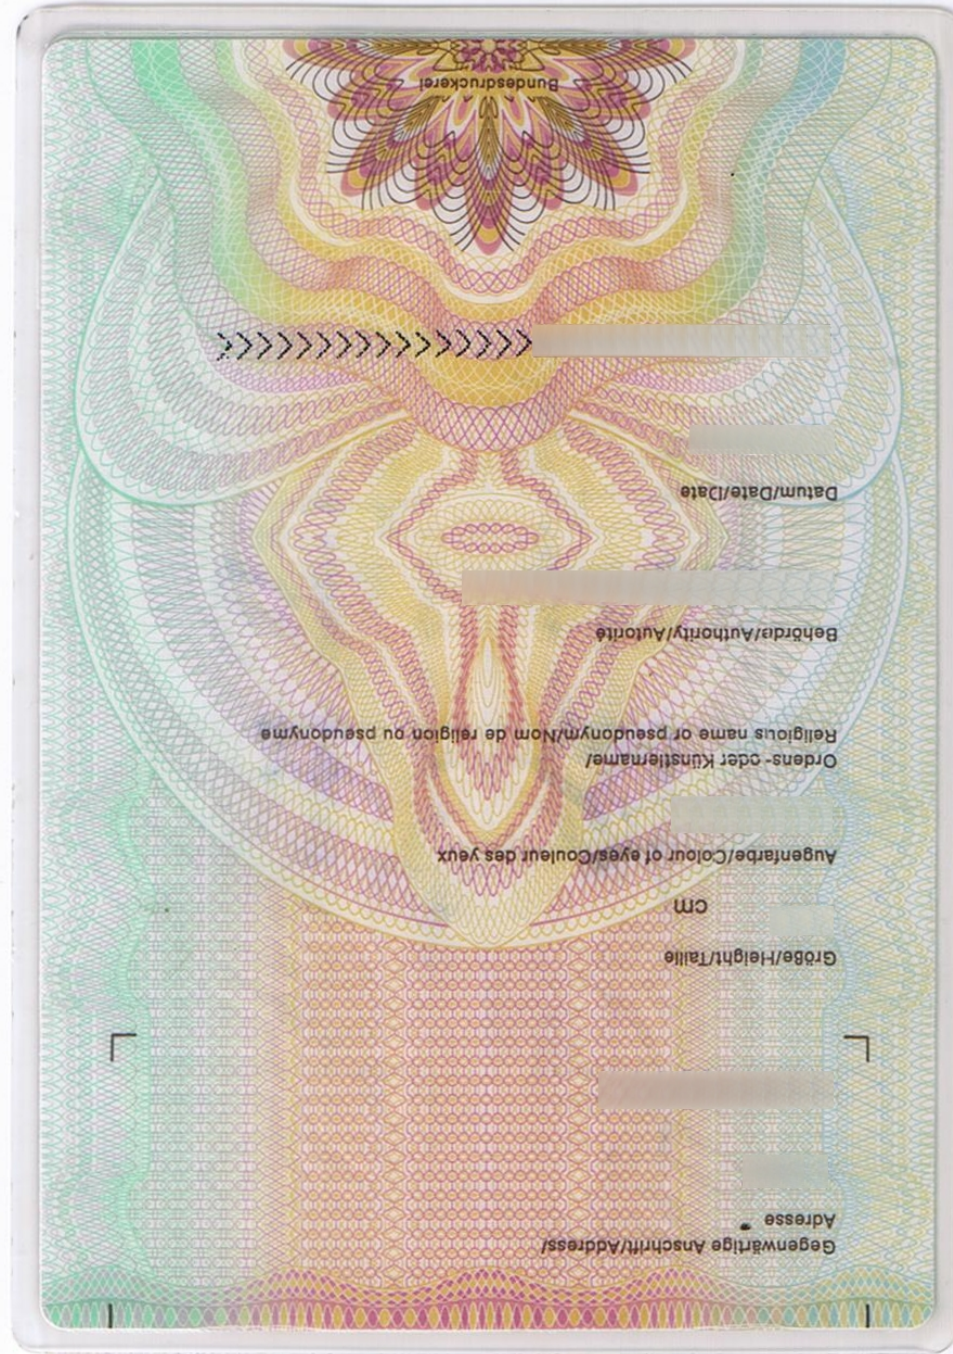 Gegenwärtige Anschrift/Address/
Adresse
Größe/Height/Taille
cm
Augenfarbe/Colour of eyes/Couleur des yeux
Ordens- oder Künstlername/
Religious name or pseudonym/Nom de religion ou pseudonyme
Behörde/Authority/Autorité
Datum/Date/Date
<<<<<<<<<<<<<<<<
Bundesdruckerei